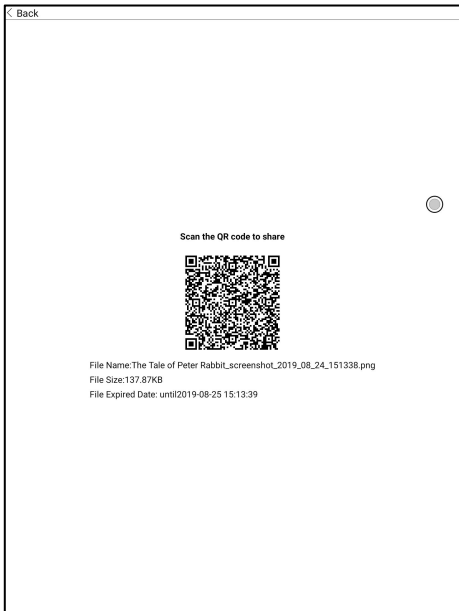 Back
Scan the QR code to share
File Name:The Tale of Peter Rabbit_screenshot_2019_08_24_151338.png
File Size:137.87KB
File Expired Date: until2019-08-25 15:13:39